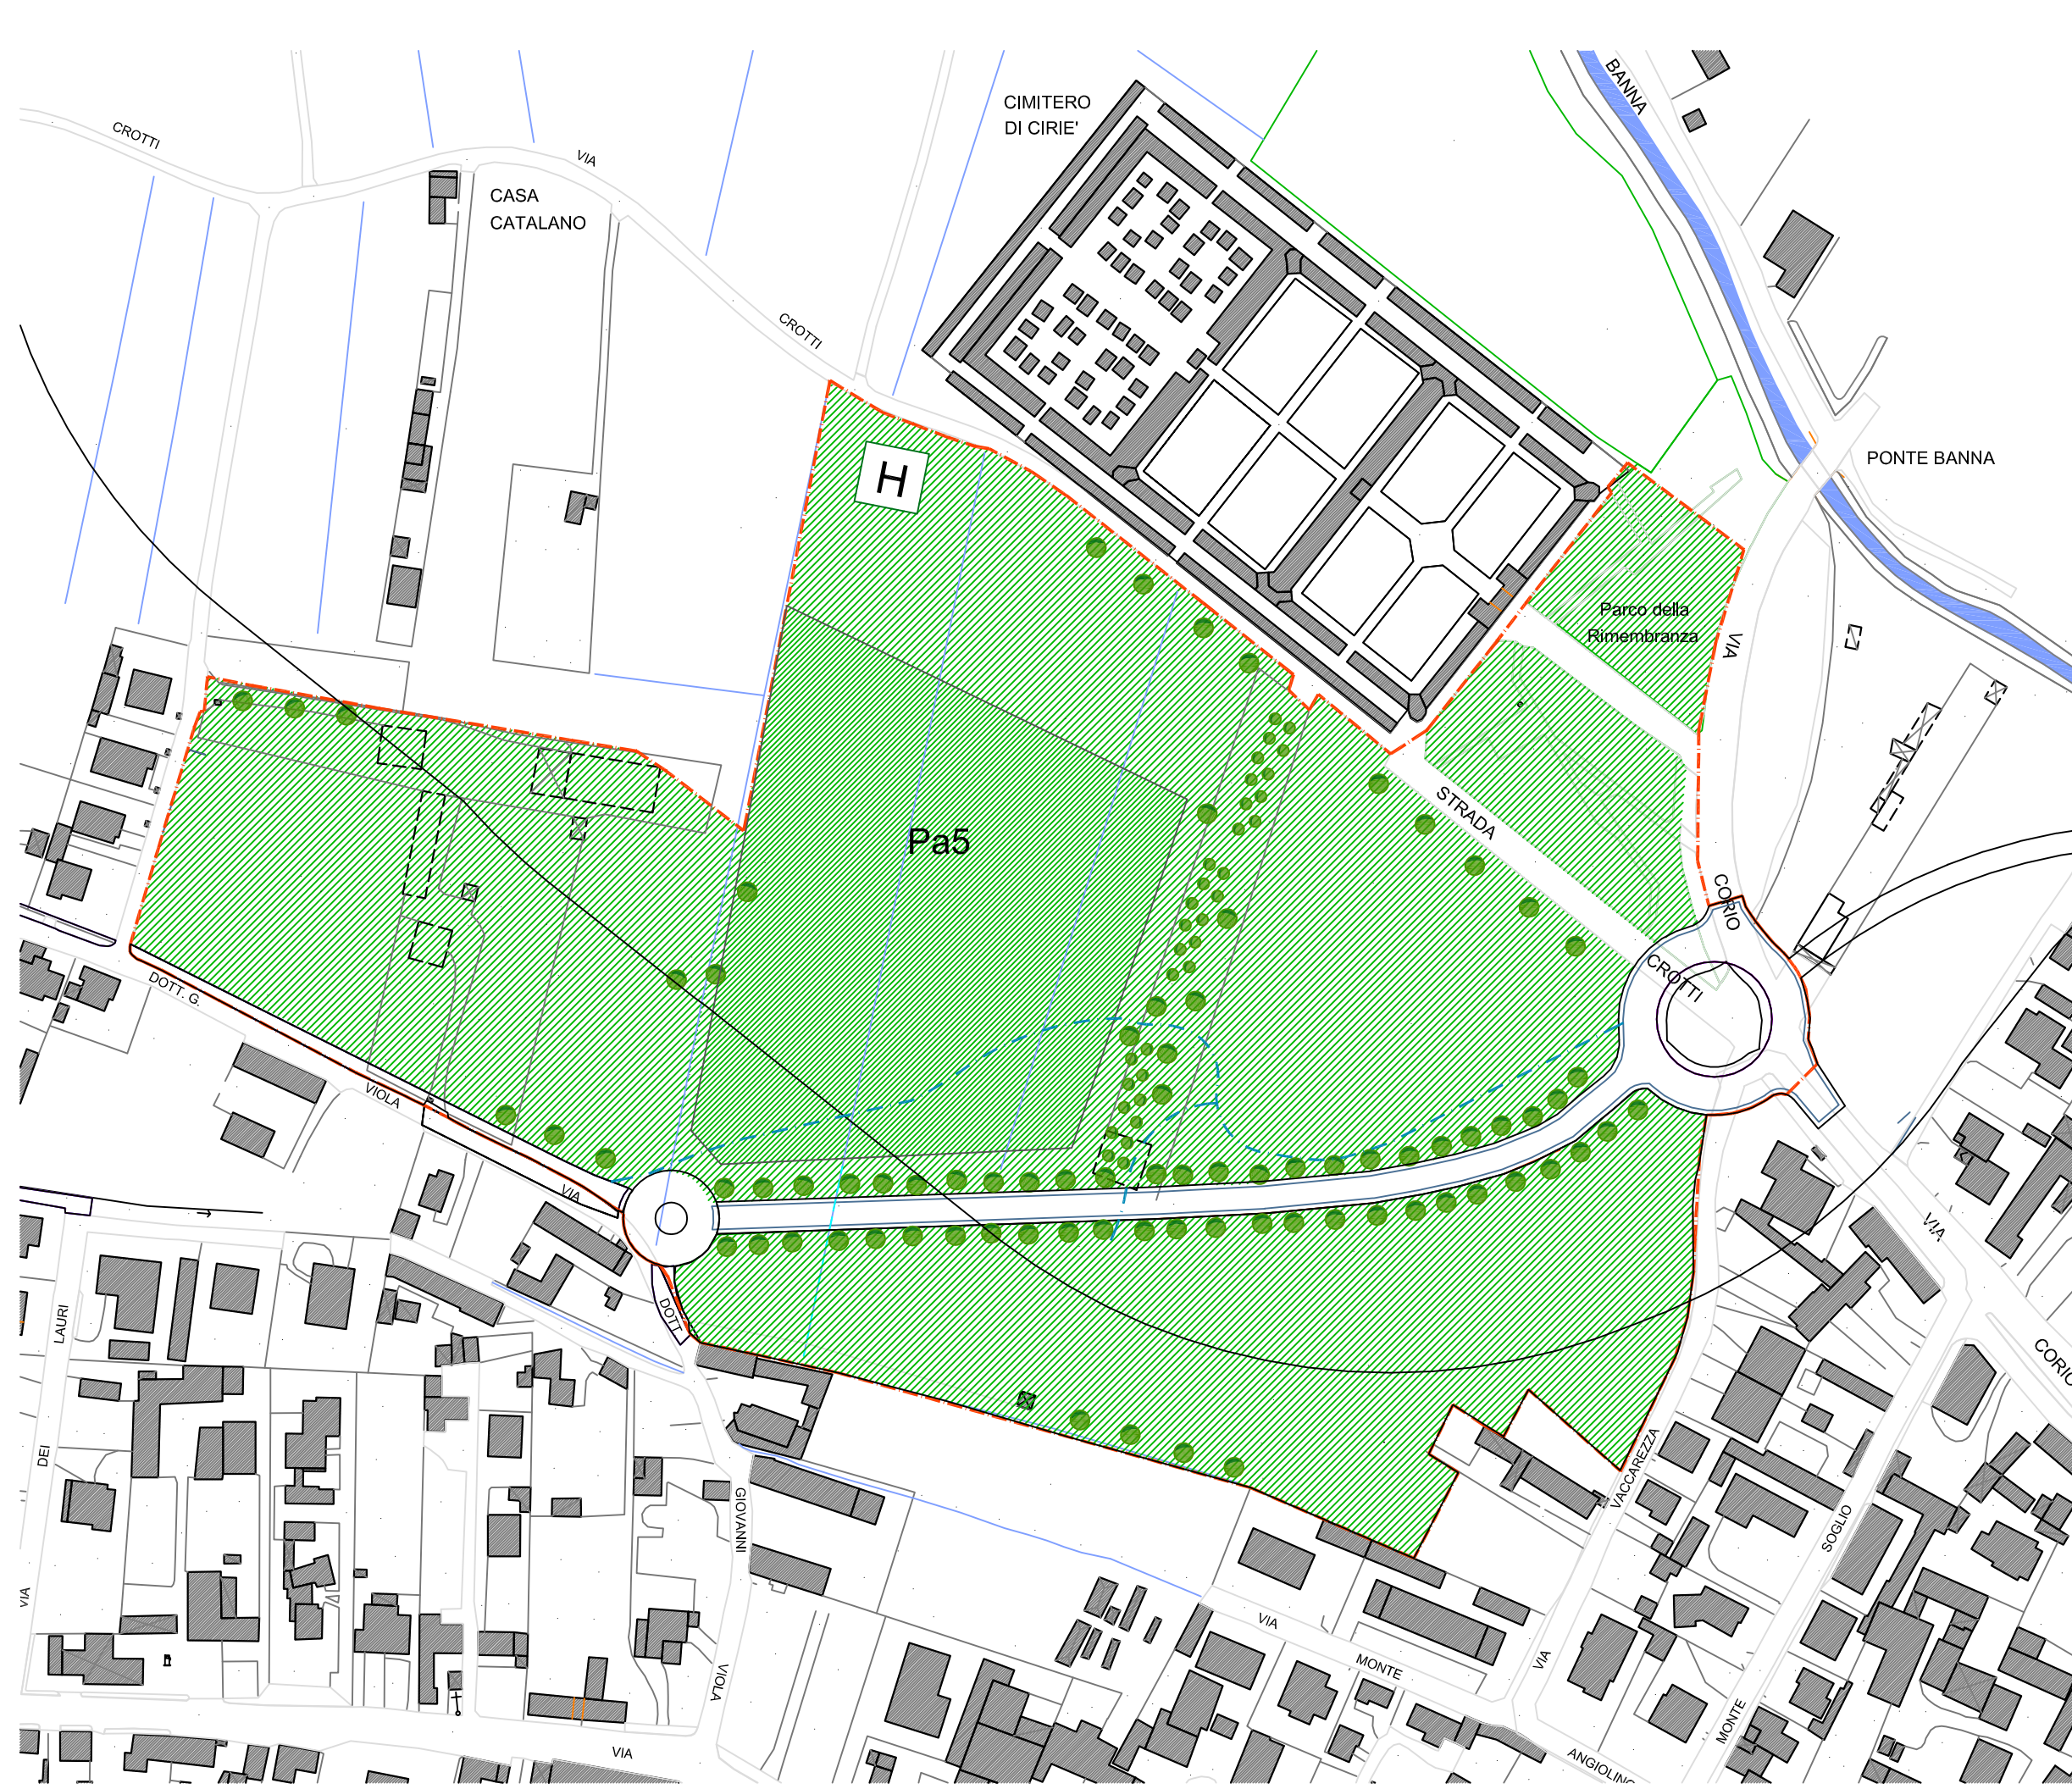 BANNA
CIMITERO
DI CIRIE'
CROTTI
VIA
CASA
CATALANO
CROTTI
PONTE BANNA
H
Parco della
Rimembranza
VIA
STRADA
Pa5
CORIO
CROTTI
DOTT. G.
VIOLA
VIA
VIA
DOTT.
LAURI
CORIO
DEI
VACCAREZZA
GIOVANNI
SOGLIO
VIA
VIA
MONTE
VIA
VIOLA
MONTE
VIA
ANGIOLINO